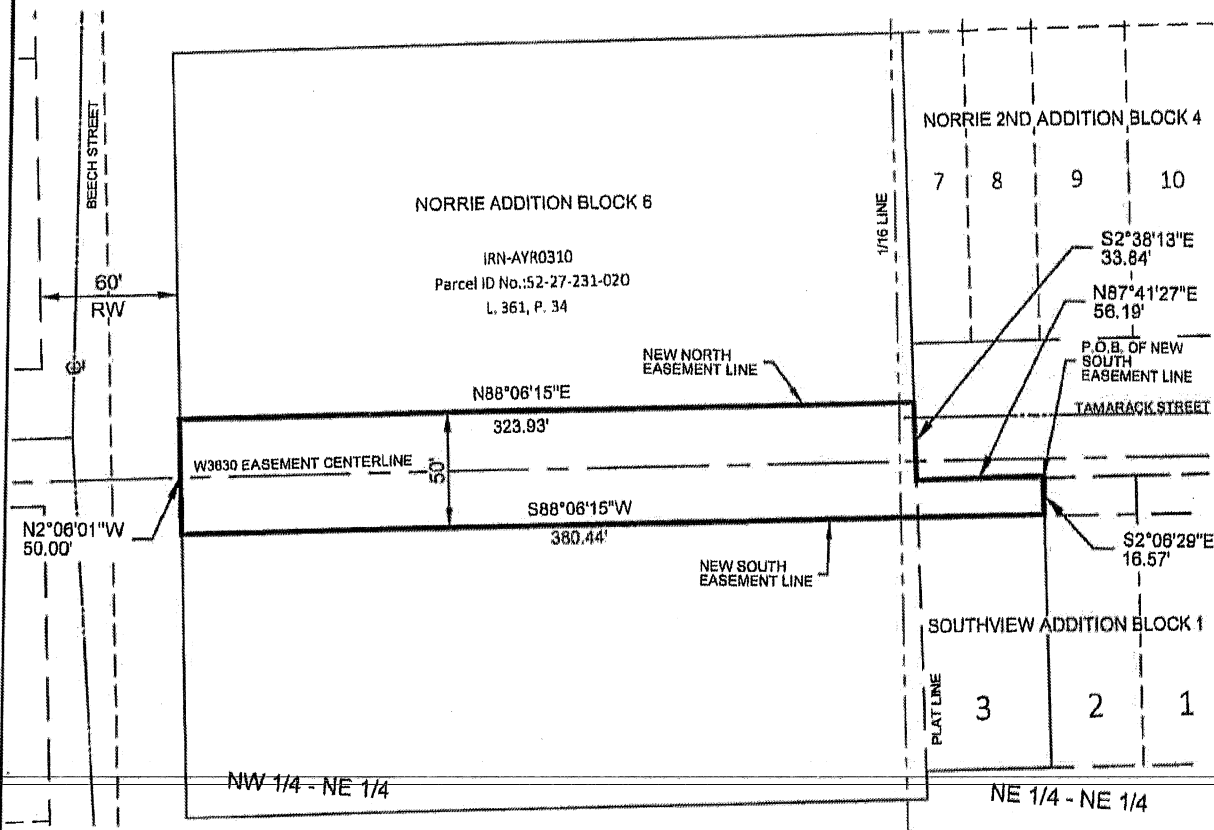 BEECH STREET
NORRIE 2ND ADDITION BLOCK 4
7 8 9 10
NORRIE ADDITION BLOCK 6
IRN-AYR0310
Parcel ID No.:52-27-231-020
L. 361, P. 34
1/16 LINE
60'
RW
S2°38'13"E
33.84'
N87°41'27"E
56.19'
P.O.B. OF NEW
SOUTH
EASEMENT LINE
TAMARACK STREET
NEW NORTH
EASEMENT LINE
N88°06'15"E
323.93'
W3630 EASEMENT CENTERLINE
50'
S88°06'15"W
380.44'
N2°06'01"W
50.00'
S2°06'29"E
16.57'
NEW SOUTH
EASEMENT LINE
SOUTHVIEW ADDITION BLOCK 1
PLAT LINE
3 2 1
NW 1/4 - NE 1/4
NE 1/4 - NE 1/4